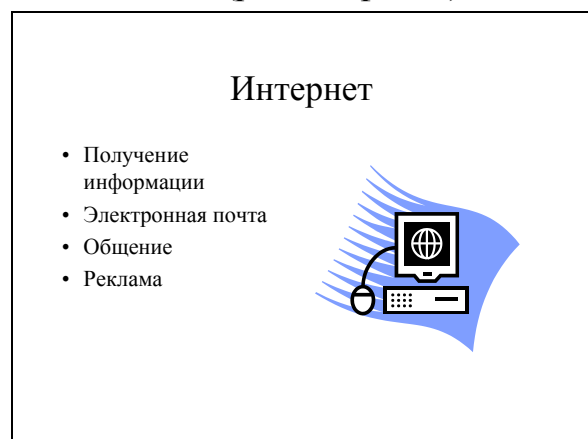 Интернет
• Получение
информации
• Электронная почта
• Общение
• Реклама